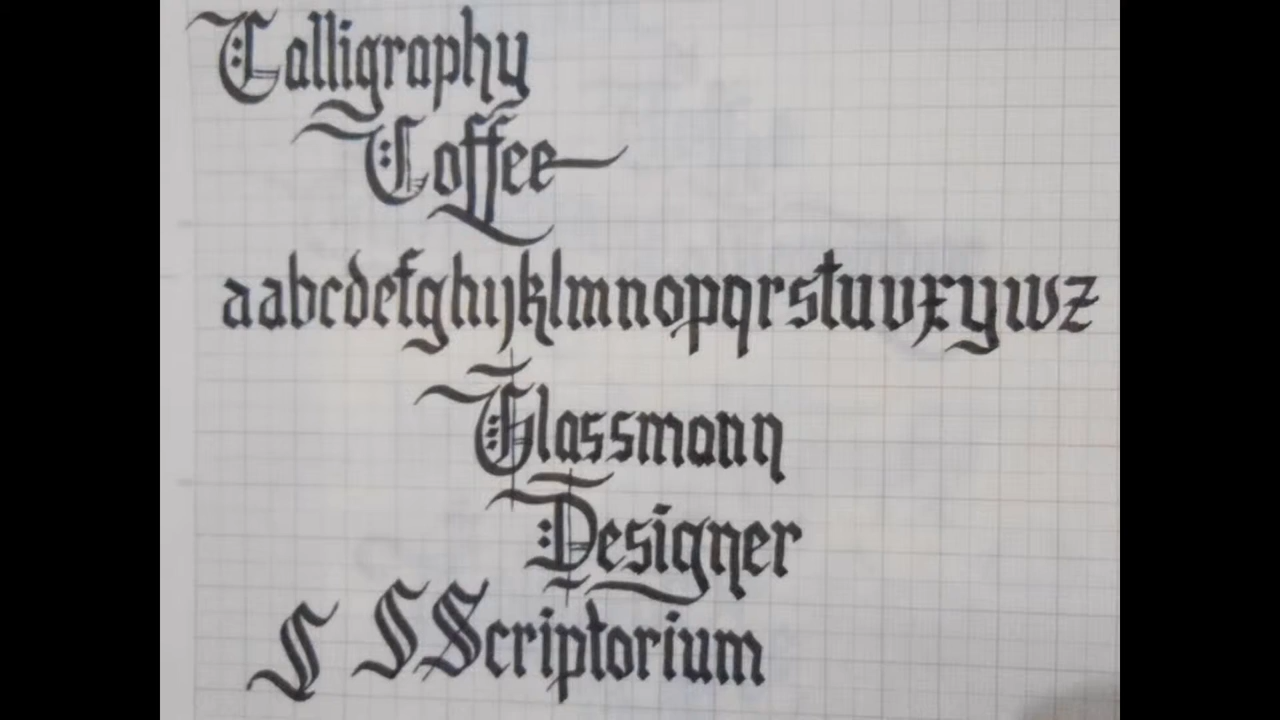 Calligraphy
Coffee
aabcdefghijklmnopqrstuvxywz
Glassmann
Designer
S S Scriptorium